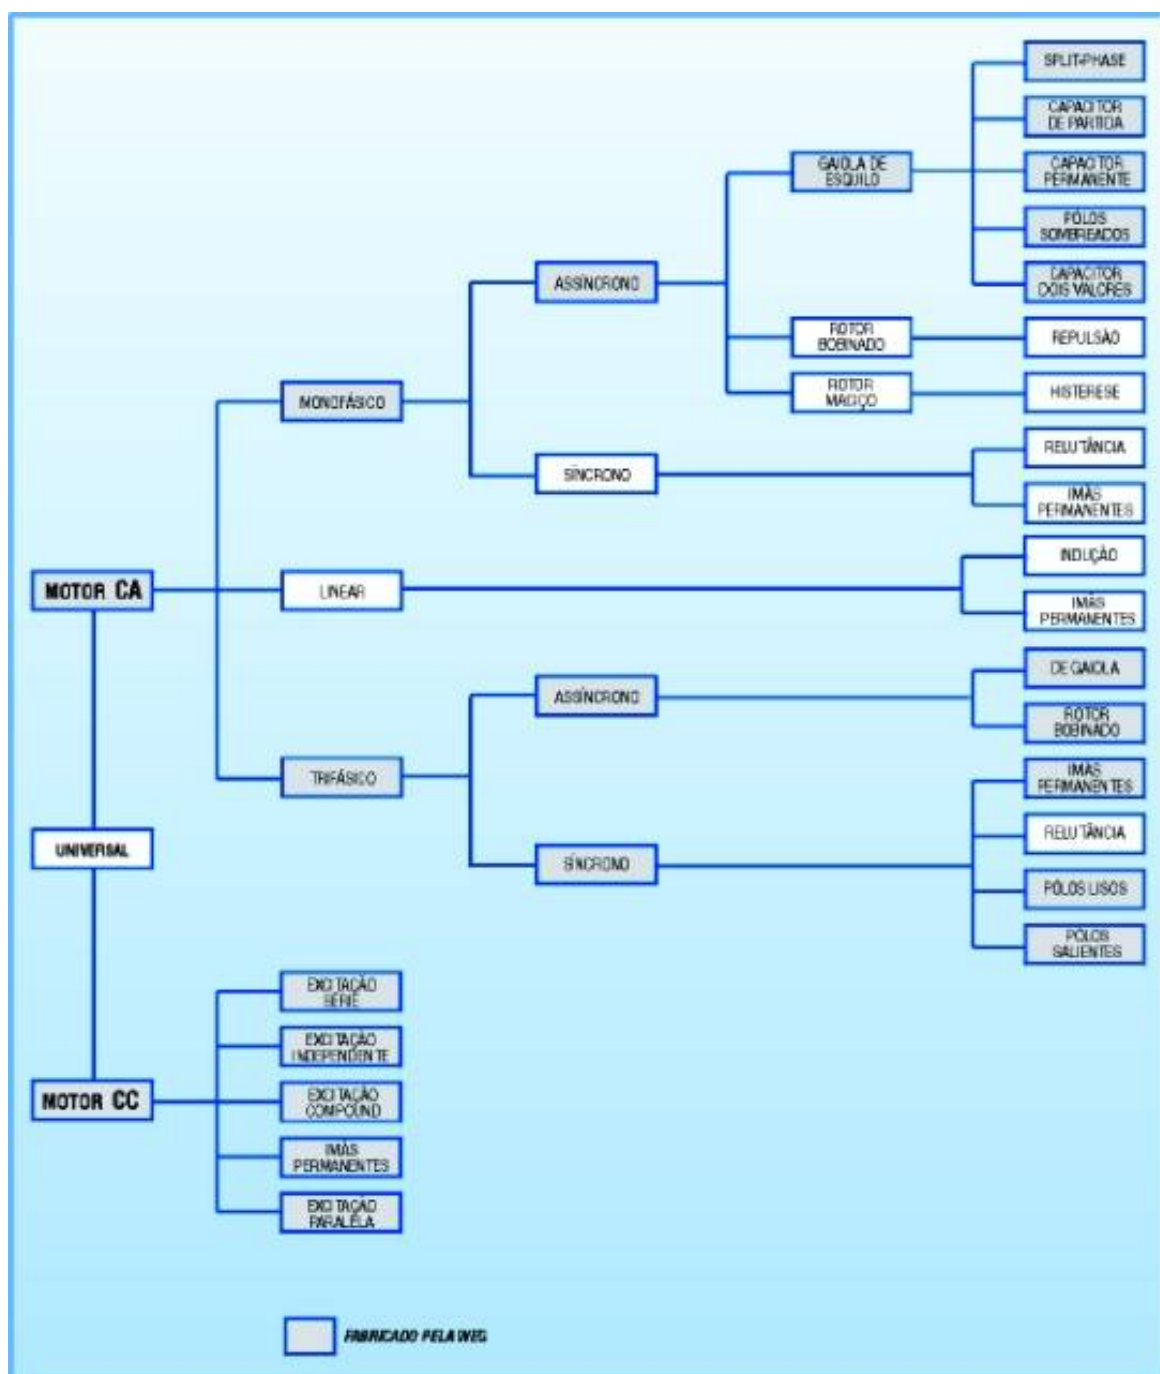 SPLIT-PHASE
CAPACITOR
DE PARTIDA
GAIOLA DE
ESQUILO
CAPACITOR
PERMANENTE
PÓLOS
SOMBREADOS
ASSÍNCRONO
CAPACITOR
DOIS VALORES
ROTOR
BOBINADO
REPULSÃO
MONOFÁSICO
ROTOR
MACIÇO
HISTERESE
SÍNCRONO
RELUTÂNCIA
IMÃS
PERMANENTES
MOTOR CA
LINEAR
INDUÇÃO
IMÃS
PERMANENTES
ASSÍNCRONO
DE GAIOLA
ROTOR
BOBINADO
TRIFÁSICO
IMÃS
PERMANENTES
UNIVERSAL
RELUTÂNCIA
SÍNCRONO
PÓLOS LISOS
PÓLOS
SALIENTES
EXCITAÇÃO
SÉRIE
EXCITAÇÃO
INDEPENDENTE
MOTOR CC
EXCITAÇÃO
COMPOUND
IMÃS
PERMANENTES
EXCITAÇÃO
PARALÉLA
FABRICADO PELA WEG